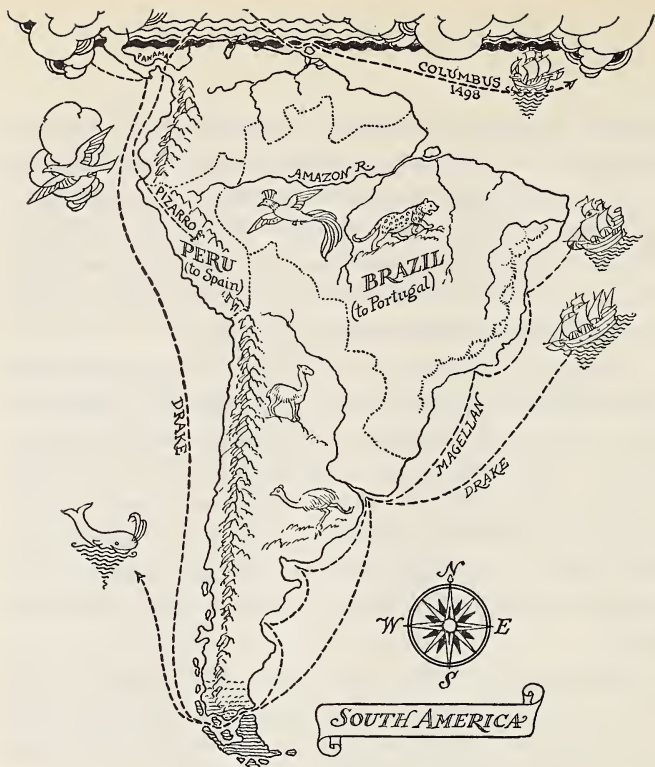 PANAMA
COLUMBUS
1498
AMAZON R.
PIZARRO
PERU
(to Spain)
BRAZIL
(to Portugal)
DRAKE
MAGELLAN
DRAKE
N
W E
S
SOUTH AMERICA